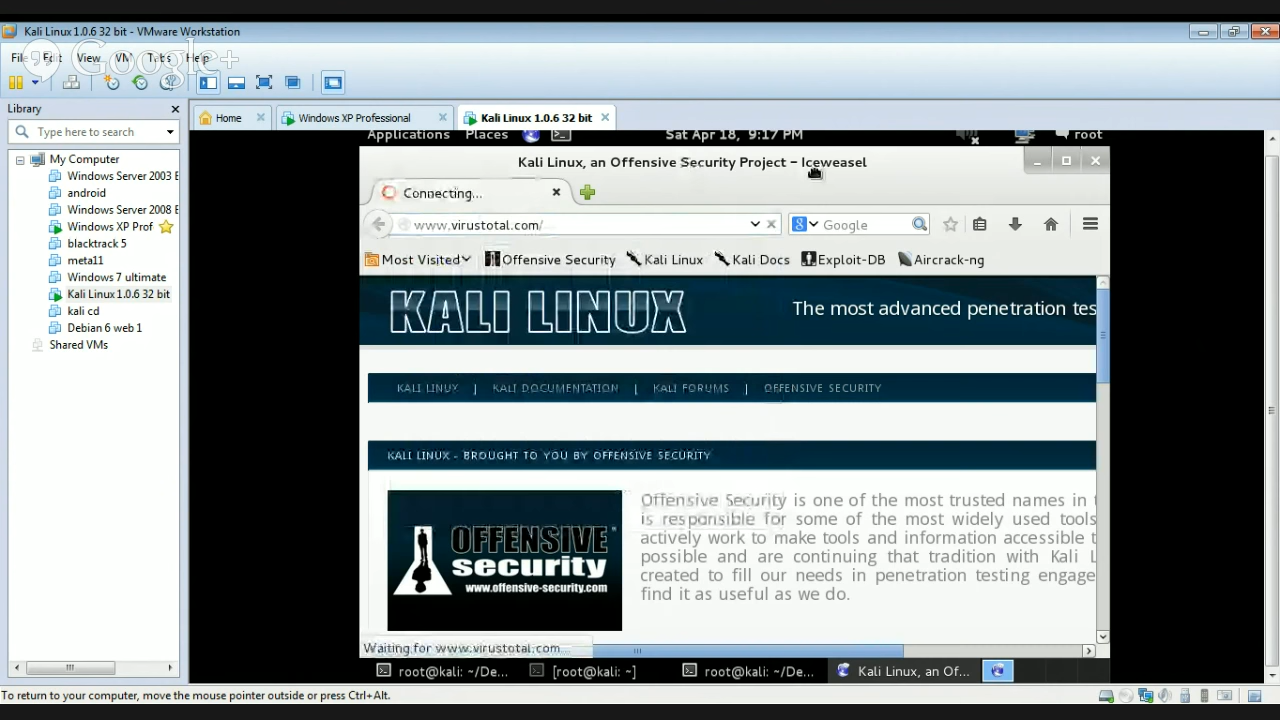 Kali Linux 1.0.6 32 bit - VMware Workstation
File Edit View VM Tabs Help
Google+
Library
Type here to search
Home
Windows XP Professional
Kali Linux 1.0.6 32 bit
My Computer
Windows Server 2003 E
android
Windows Server 2008 E
Windows XP Prof
blacktrack 5
meta11
Windows 7 ultimate
Kali Linux 1.0.6 32 bit
kali cd
Debian 6 web 1
Shared VMs
Applications Places Sat Apr 18, 9:17 PM root
Kali Linux, an Offensive Security Project – Iceweasel
Connecting...
www.virustotal.com/
Google
Most Visited Offensive Security Kali Linux Kali Docs Exploit-DB Aircrack-ng
KALI LINUX The most advanced penetration tes
KALI LINUX | KALI DOCUMENTATION | KALI FORUMS | OFFENSIVE SECURITY
KALI LINUX - BROUGHT TO YOU BY OFFENSIVE SECURITY
OFFENSIVE
security
www.offensive-security.com
Offensive Security is one of the most trusted names in
is responsible for some of the most widely used tools
actively work to make tools and information accessible
possible and are continuing that tradition with Kali L
created to fill our needs in penetration testing engage
find it as useful as we do.
Waiting for www.virustotal.com...
root@kali: ~/De... [root@kali: ~] root@kali: ~/De... Kali Linux, an Of...
To return to your computer, move the mouse pointer outside or press Ctrl+Alt.